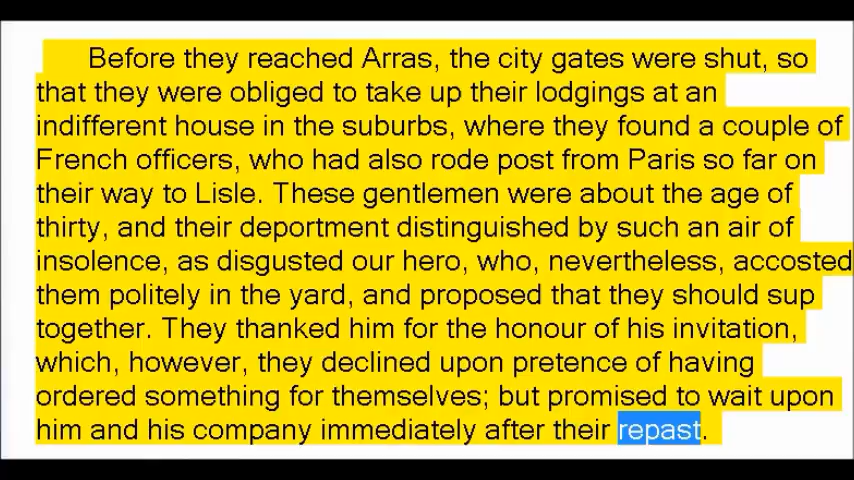 Before they reached Arras, the city gates were shut, so
that they were obliged to take up their lodgings at an
indifferent house in the suburbs, where they found a couple of
French officers, who had also rode post from Paris so far on
their way to Lisle. These gentlemen were about the age of
thirty, and their deportment distinguished by such an air of
insolence, as disgusted our hero, who, nevertheless, accosted
them politely in the yard, and proposed that they should sup
together. They thanked him for the honour of his invitation,
which, however, they declined upon pretence of having
ordered something for themselves; but promised to wait upon
him and his company immediately after their repast.